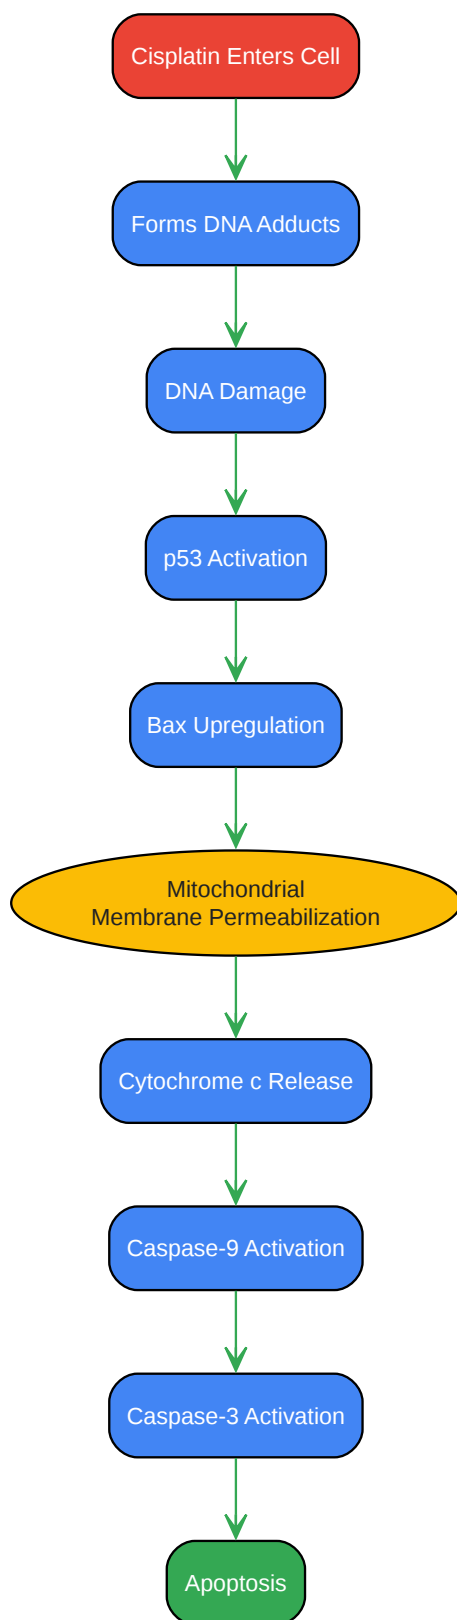 Cisplatin Enters Cell
Forms DNA Adducts
DNA Damage
p53 Activation
Bax Upregulation
Mitochondrial
Membrane Permeabilization
Cytochrome c Release
Caspase-9 Activation
Caspase-3 Activation
Apoptosis